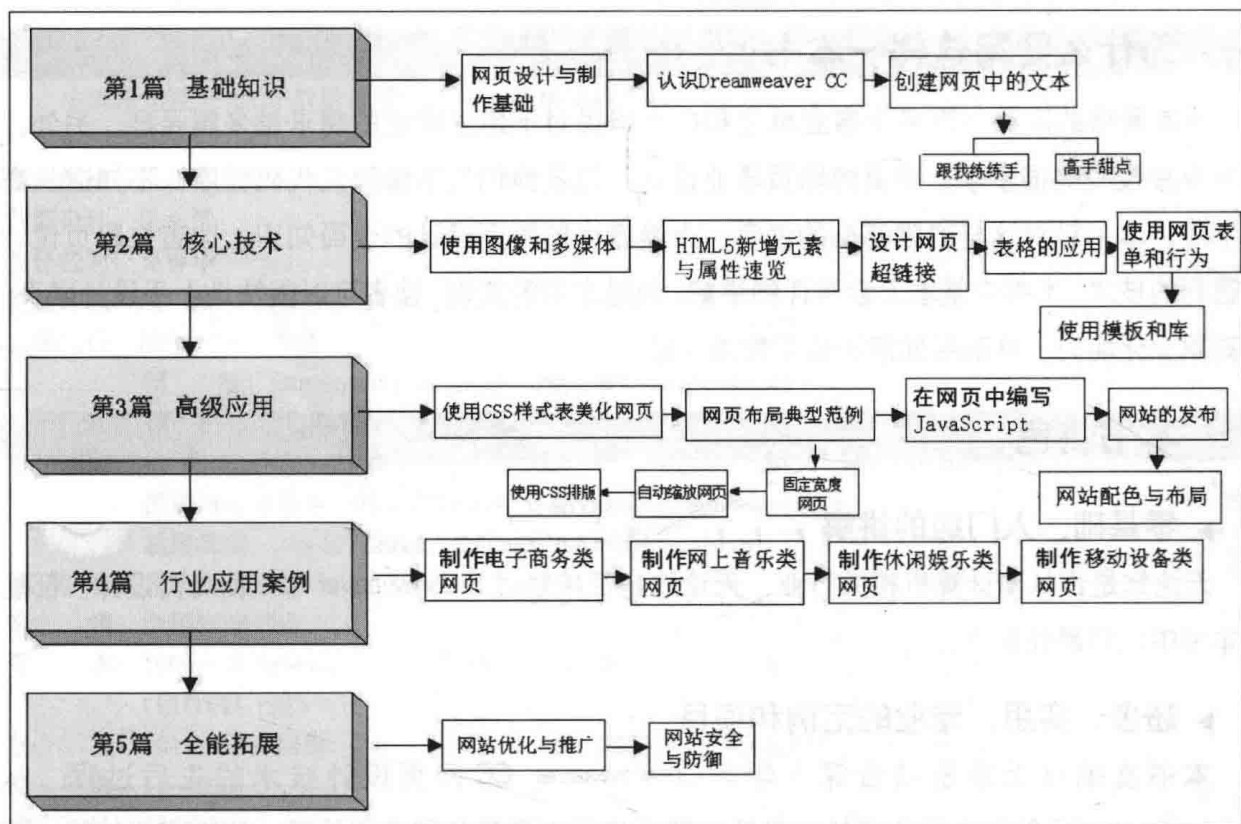 第1篇 基础知识
网页设计与制
作基础
认识Dreamweaver CC
创建网页中的文本
跟我练练手
高手甜点
第2篇 核心技术
使用图像和多媒体
HTML5新增元素
与属性速览
设计网页
超链接
表格的应用
使用网页表
单和行为
使用模板和库
第3篇 高级应用
使用CSS样式表美化网页
网页布局典型范例
在网页中编写
JavaScript
网站的发布
使用CSS排版
自动缩放网页
固定宽度
网页
网站配色与布局
第4篇 行业应用案例
制作电子商务类
网页
制作网上音乐类
网页
制作休闲娱乐类
网页
制作移动设备类
网页
第5篇 全能拓展
网站优化与推广
网站安全
与防御